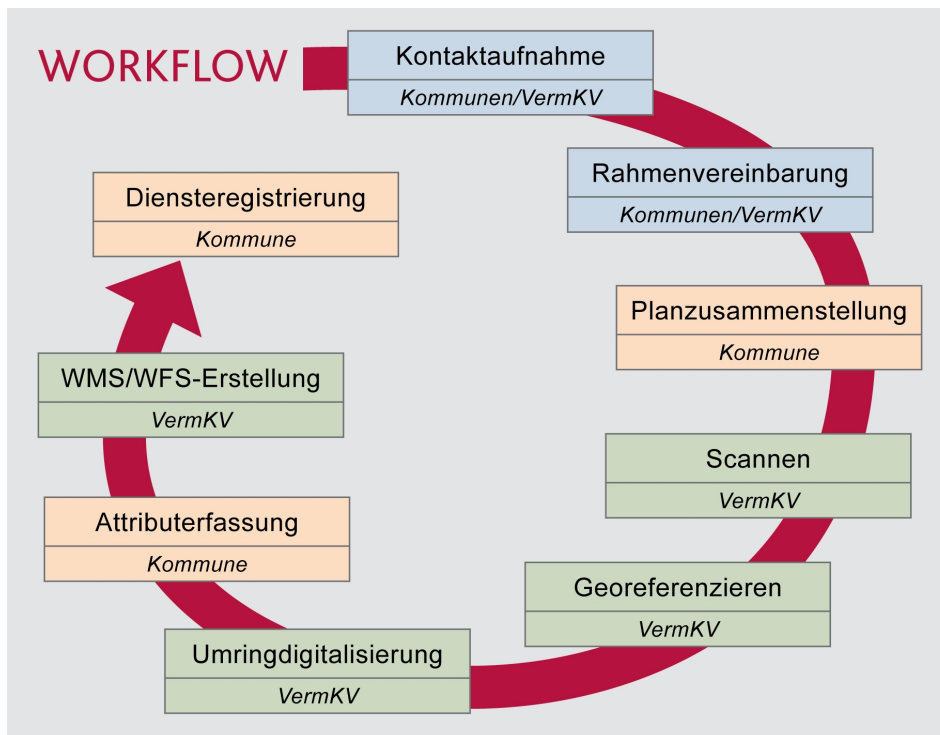 WORKFLOW
Kontaktaufnahme
Kommunen/VermKV
Rahmenvereinbarung
Kommunen/VermKV
Planzusammenstellung
Kommune
Scannen
VermKV
Georeferenzieren
VermKV
Umringdigitalisierung
VermKV
Attributerfassung
Kommune
WMS/WFS-Erstellung
VermKV
Diensteregistrierung
Kommune